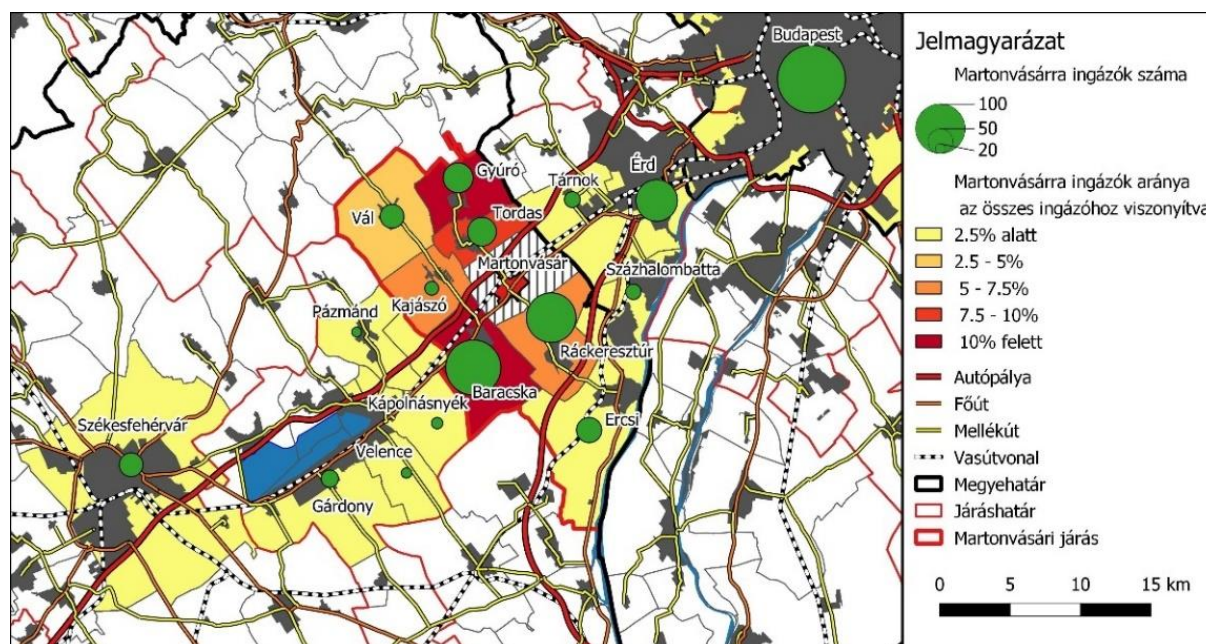 Budapest
Érd
Gyúró
Tárnok
Tordas
Vál
Martonvásár
Százhalombatta
Kajászó
Pázmánd
Ráckeresztúr
Baracska
Kápolnásnyék
Székesfehérvár
Ercsi
Velence
Gárdony
Jelmagyarázat
Martonvásárra ingázók száma
100
50
20
Martonvásárra ingázók aránya
az összes ingázóhoz viszonyítva
2.5% alatt
2.5 - 5%
5 - 7.5%
7.5 - 10%
10% felett
Autópálya
Főút
Mellékút
Vasútvonal
Megyehatár
Járáshatár
Martonvásári járás
0 5 10 15 km